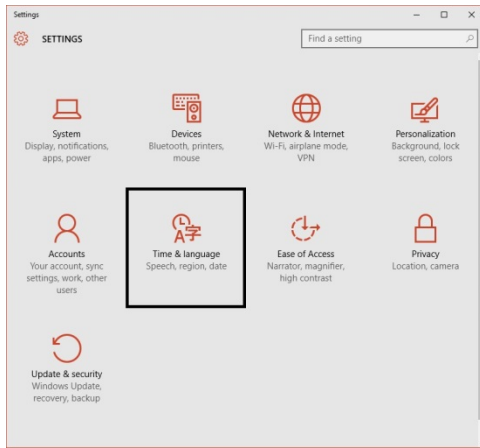 Settings
SETTINGS
Find a setting
System
Display, notifications,
apps, power
Devices
Bluetooth, printers,
mouse
Network & Internet
Wi-Fi, airplane mode,
VPN
Personalization
Background, lock
screen, colors
Accounts
Your account, sync
settings, work, other
users
A字
Time & language
Speech, region, date
Ease of Access
Narrator, magnifier,
high contrast
Privacy
Location, camera
Update & security
Windows Update,
recovery, backup